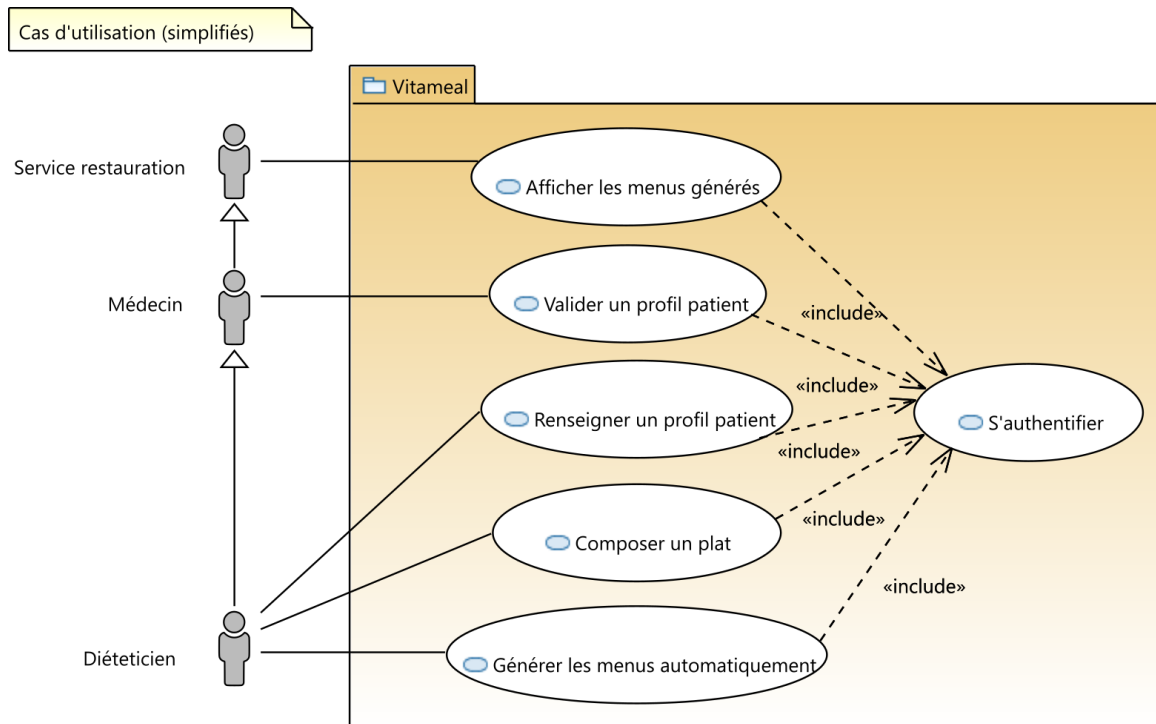 Cas d'utilisation (simplifiés)
Vitameal
Service restauration
Afficher les menus générés
Médecin
Valider un profil patient
«include»
«include»
Renseigner un profil patient
S'authentifier
«include»
«include»
Composer un plat
«include»
Diéteticien
Générer les menus automatiquement